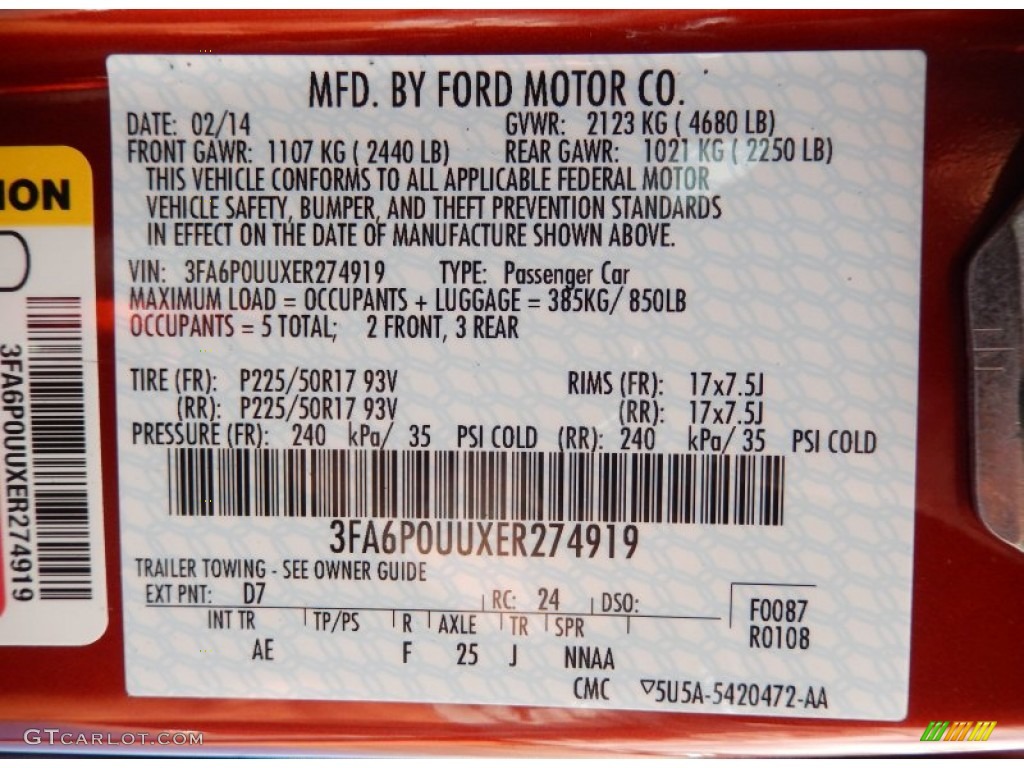 MFD. BY FORD MOTOR CO.
DATE: 02/14 GVWR: 2123 KG ( 4680 LB)
FRONT GAWR: 1107 KG ( 2440 LB) REAR GAWR: 1021 KG ( 2250 LB)
THIS VEHICLE CONFORMS TO ALL APPLICABLE FEDERAL MOTOR
VEHICLE SAFETY, BUMPER, AND THEFT PREVENTION STANDARDS
IN EFFECT ON THE DATE OF MANUFACTURE SHOWN ABOVE.
VIN: 3FA6P0UUXER274919 TYPE: Passenger Car
MAXIMUM LOAD = OCCUPANTS + LUGGAGE = 385KG/ 850LB
OCCUPANTS = 5 TOTAL; 2 FRONT, 3 REAR
TIRE (FR): P225/50R17 93V RIMS (FR): 17x7.5J
(RR): P225/50R17 93V (RR): 17x7.5J
PRESSURE (FR): 240 kPa/ 35 PSI COLD (RR): 240 kPa/ 35 PSI COLD
3FA6P0UUXER274919
TRAILER TOWING - SEE OWNER GUIDE
EXT PNT: D7 RC: 24 DSO:
INT TR TP/PS R AXLE TR SPR
AE F 25 J NNAA
F0087
R0108
CMC ▽5U5A-5420472-AA
ION
3FA6P0UUXER274919
GTCARLOT.COM